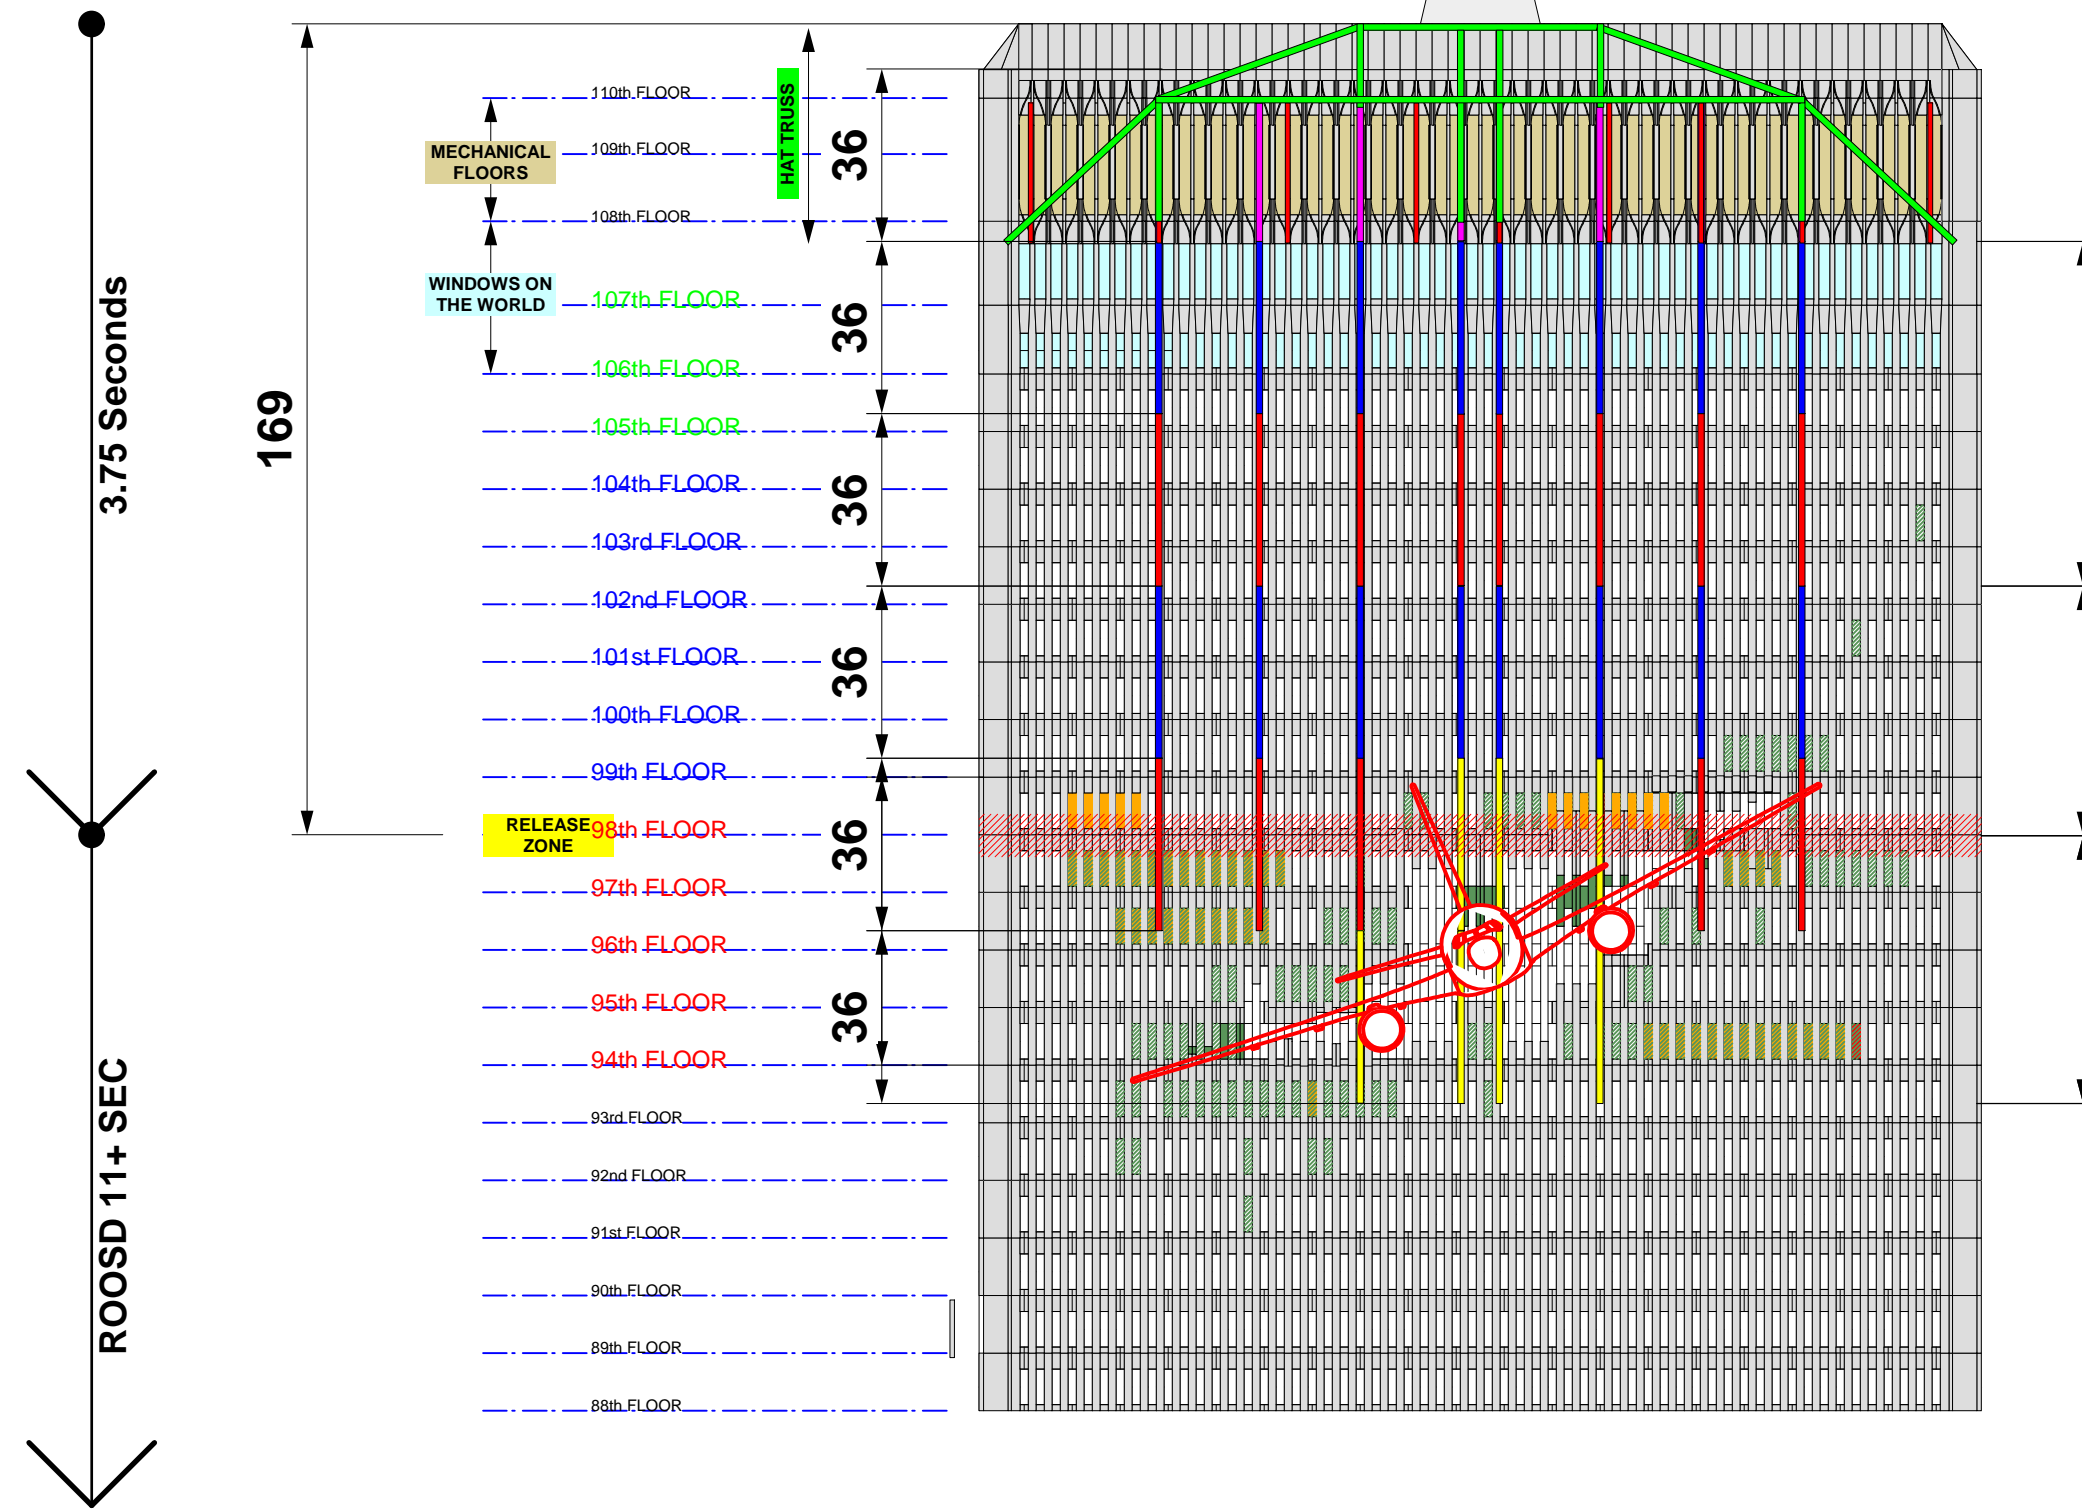 110th FLOOR
109th FLOOR
108th FLOOR
MECHANICAL
FLOORS
HAT TRUSS
36
WINDOWS ON
THE WORLD
107th FLOOR
106th FLOOR
36
105th FLOOR
104th FLOOR
103rd FLOOR
36
102nd FLOOR
101st FLOOR
100th FLOOR
36
99th FLOOR
RELEASE
ZONE
98th FLOOR
97th FLOOR
36
96th FLOOR
95th FLOOR
94th FLOOR
36
93rd FLOOR
92nd FLOOR
91st FLOOR
90th FLOOR
89th FLOOR
88th FLOOR
169
3.75 Seconds
ROOSD 11+ SEC